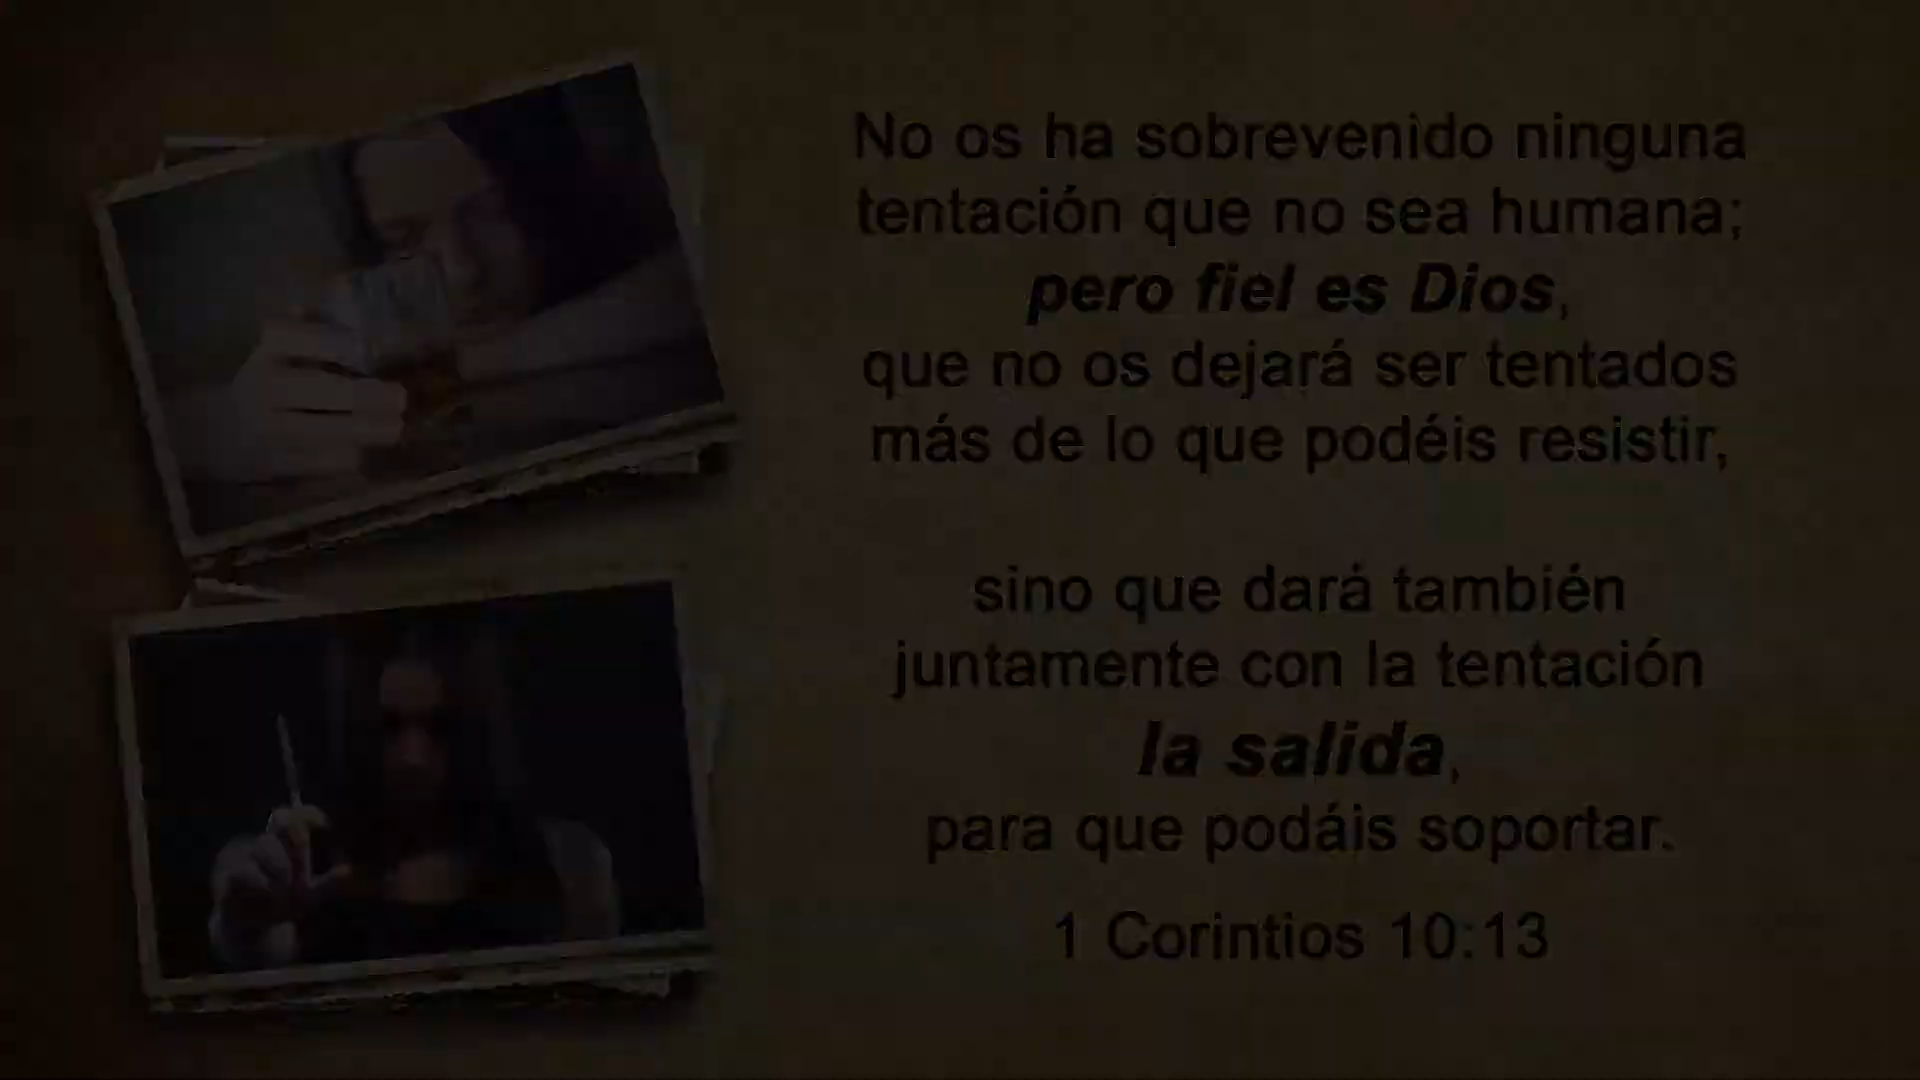 No os ha sobrevenido ninguna
tentación que no sea humana;
pero fiel es Dios,
que no os dejará ser tentados
más de lo que podéis resistir,
sino que dará también
juntamente con la tentación
la salida,
para que podáis soportar.
1 Corintios 10:13